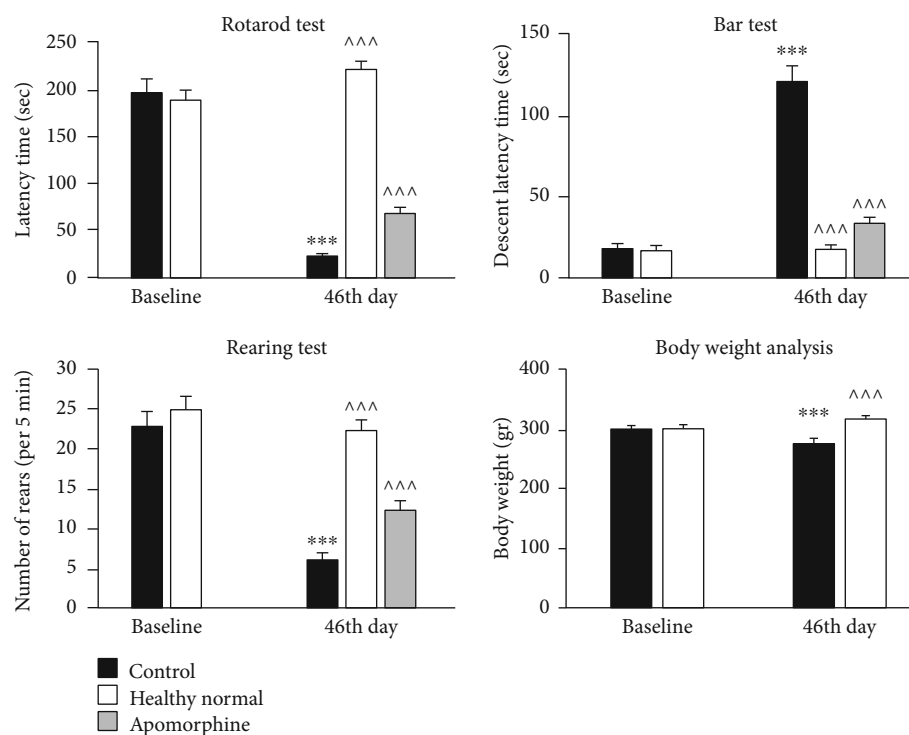 Rotarod test
Latency time (sec)
250
200
150
100
50
0
^^^
***
^^^
Baseline
46th day
Bar test
Descent latency time (sec)
150
100
50
0
***
^^^
^^^
Baseline
46th day
Rearing test
Number of rears (per 5 min)
30
25
20
15
10
5
0
^^^
***
^^^
Baseline
46th day
Body weight analysis
Body weight (gr)
400
300
200
100
0
***
^^^
Baseline
46th day
Control
Healthy normal
Apomorphine